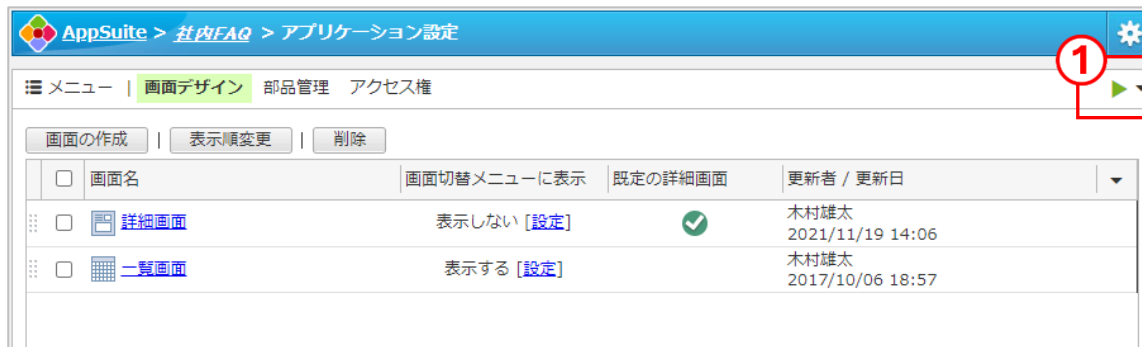 AppSuite > 社内FAQ > アプリケーション設定
1
メニュー | 画面デザイン 部品管理 アクセス権
画面の作成 | 表示順変更 | 削除
画面名 画面切替メニューに表示 既定の詳細画面 更新者 / 更新日
詳細画面 表示しない [設定] 木村雄太
2021/11/19 14:06
一覧画面 表示する [設定] 木村雄太
2017/10/06 18:57